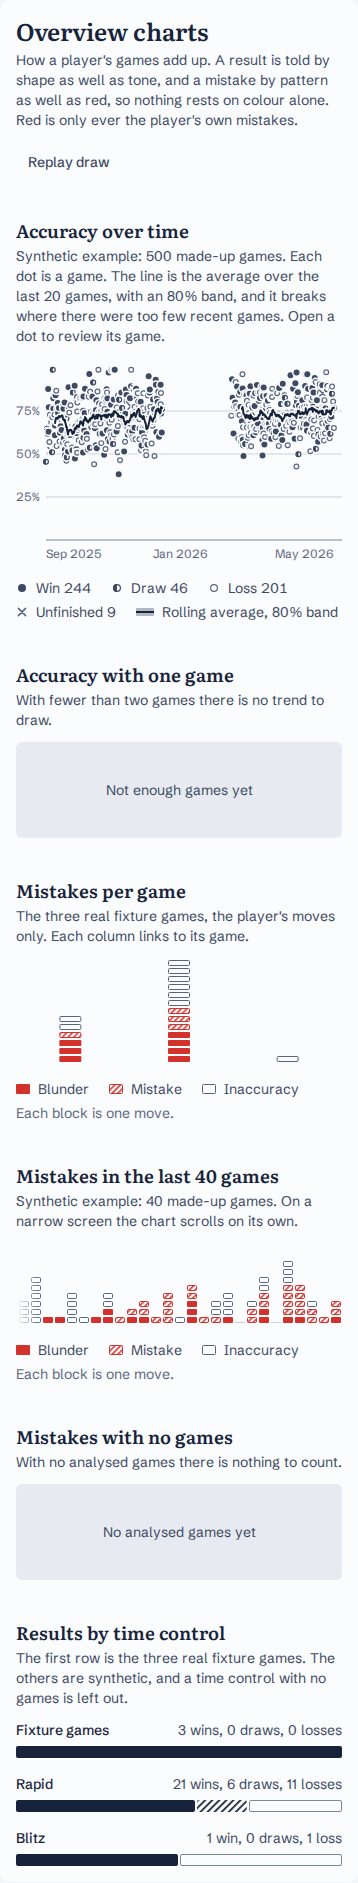 Overview charts
How a player's games add up. A result is told by
shape as well as tone, and a mistake by pattern
as well as red, so nothing rests on colour alone.
Red is only ever the player's own mistakes.
Replay draw
Accuracy over time
Synthetic example: 500 made-up games. Each
dot is a game. The line is the average over the
last 20 games, with an 80% band, and it breaks
where there were too few recent games. Open a
dot to review its game.
75%
50%
25%
Sep 2025 Jan 2026 May 2026
Win 244 Draw 46 Loss 201
Unfinished 9 Rolling average, 80% band
Accuracy with one game
With fewer than two games there is no trend to
draw.
Not enough games yet
Mistakes per game
The three real fixture games, the player's moves
only. Each column links to its game.
Blunder Mistake Inaccuracy
Each block is one move.
Mistakes in the last 40 games
Synthetic example: 40 made-up games. On a
narrow screen the chart scrolls on its own.
Blunder Mistake Inaccuracy
Each block is one move.
Mistakes with no games
With no analysed games there is nothing to count.
No analysed games yet
Results by time control
The first row is the three real fixture games. The
others are synthetic, and a time control with no
games is left out.
Fixture games 3 wins, 0 draws, 0 losses
Rapid 21 wins, 6 draws, 11 losses
Blitz 1 win, 0 draws, 1 loss